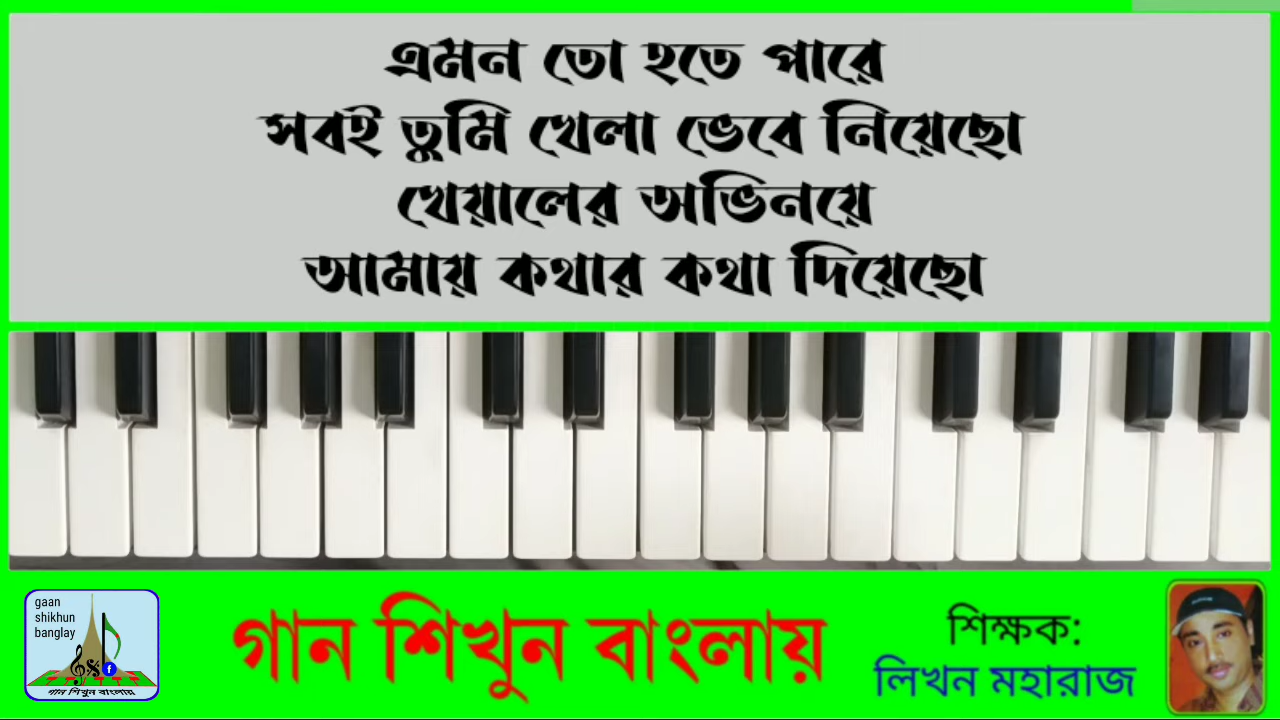 এমন তো হতে পারে
সবই তুমি খেলা ভেবে নিয়েছো
খেয়ালের অভিনয়ে
আমায় কথার কথা দিয়েছো
gaan
shikhun
banglay
গান শিখুন বাংলায়
গান শিখুন বাংলায়
শিক্ষক:
লিখন মহারাজ